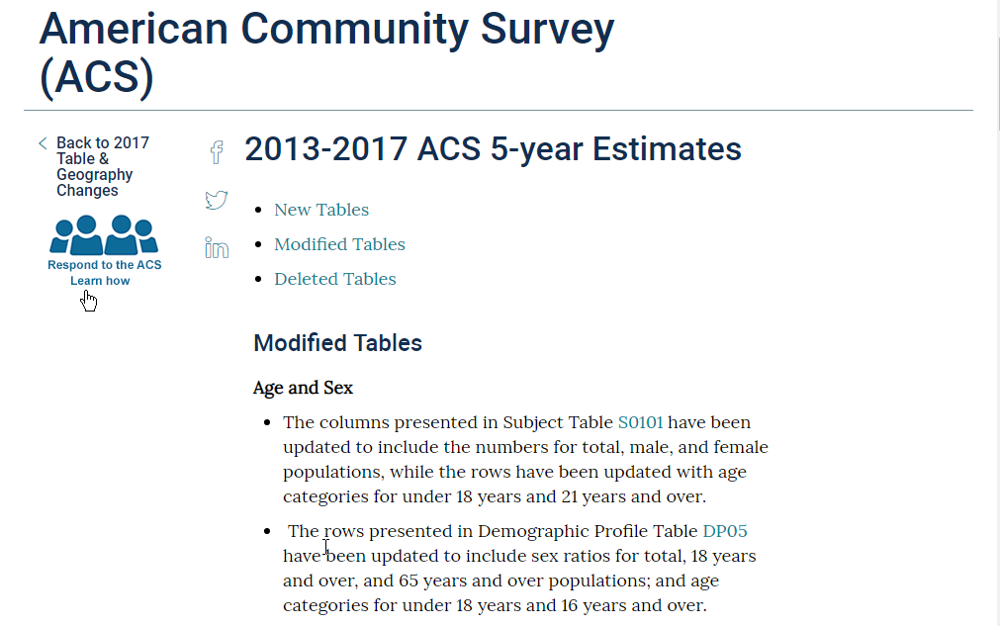 American Community Survey
(ACS)
Back to 2017
Table &
Geography
Changes
Respond to the ACS
Learn how
2013-2017 ACS 5-year Estimates
New Tables
Modified Tables
Deleted Tables
Modified Tables
Age and Sex
The columns presented in Subject Table S0101 have been
updated to include the numbers for total, male, and female
populations, while the rows have been updated with age
categories for under 18 years and 21 years and over.
The rows presented in Demographic Profile Table DP05
have been updated to include sex ratios for total, 18 years
and over, and 65 years and over populations; and age
categories for under 18 years and 16 years and over.